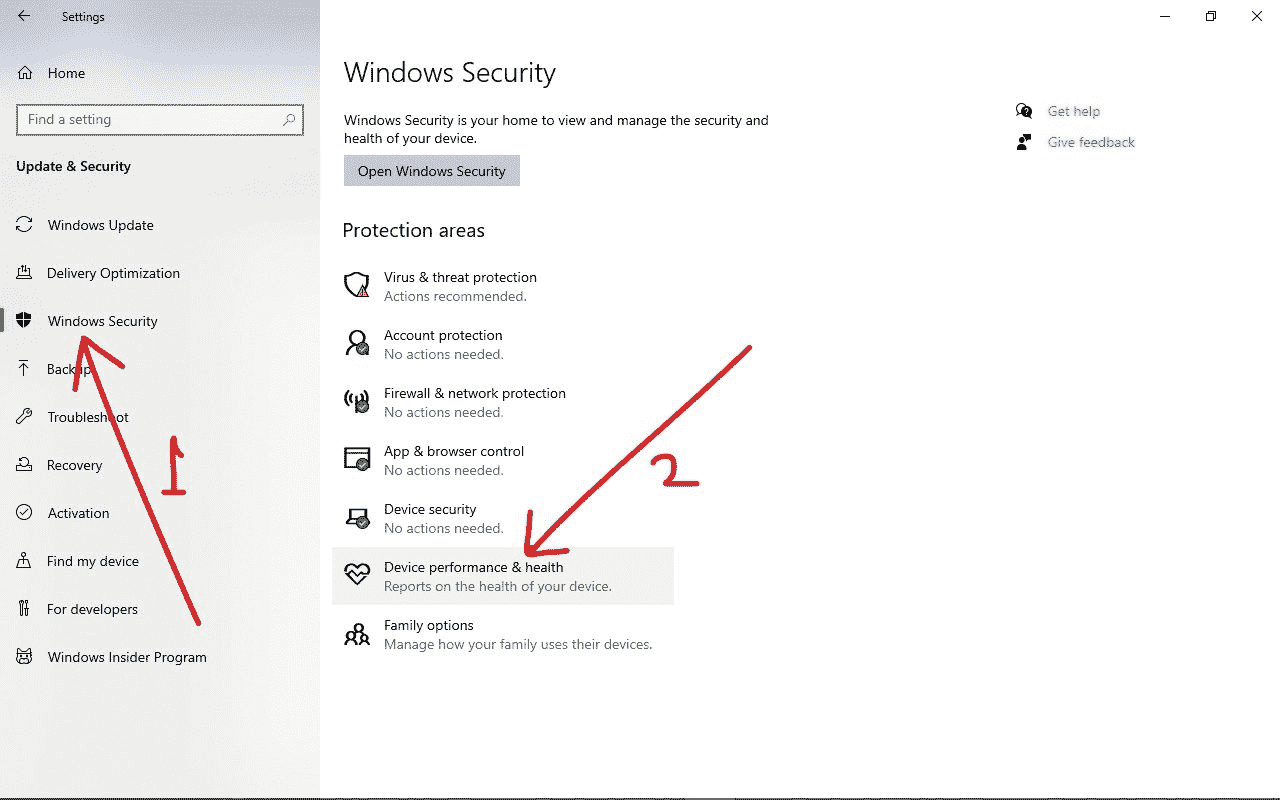 Settings
Home
Find a setting
Update & Security
Windows Update
Delivery Optimization
Windows Security
Backup
Troubleshoot
Recovery
Activation
Find my device
For developers
Windows Insider Program
1
Windows Security
Windows Security is your home to view and manage the security and
health of your device.
Open Windows Security
Protection areas
Virus & threat protection
Actions recommended.
Account protection
No actions needed.
Firewall & network protection
No actions needed.
App & browser control
No actions needed.
Device security
No actions needed.
Device performance & health
Reports on the health of your device.
Family options
Manage how your family uses their devices.
2
Get help
Give feedback